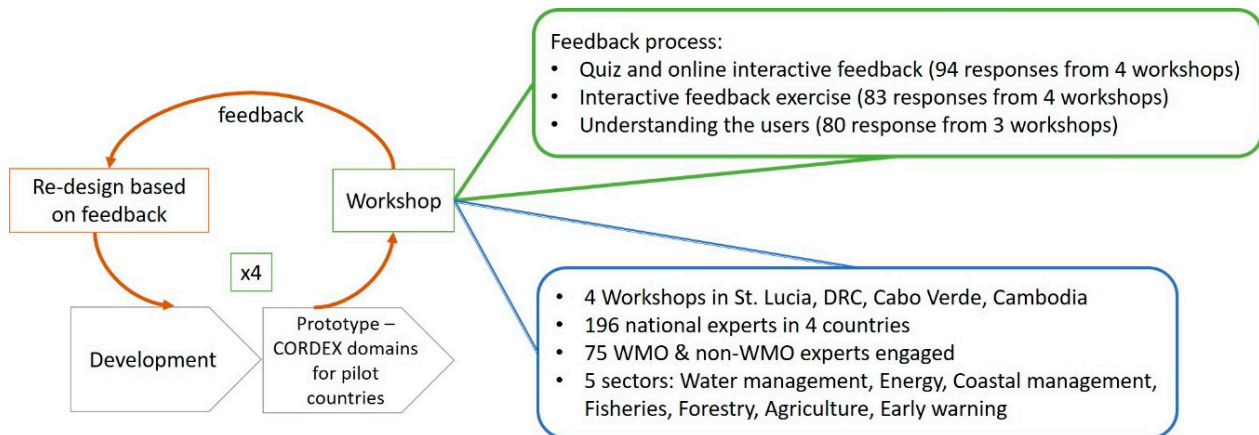 Feedback process:
• Quiz and online interactive feedback (94 responses from 4 workshops)
• Interactive feedback exercise (83 responses from 4 workshops)
• Understanding the users (80 response from 3 workshops)
feedback
Re-design based
on feedback
Workshop
x4
Development
Prototype –
CORDEX domains
for pilot
countries
• 4 Workshops in St. Lucia, DRC, Cabo Verde, Cambodia
• 196 national experts in 4 countries
• 75 WMO & non-WMO experts engaged
• 5 sectors: Water management, Energy, Coastal management,
Fisheries, Forestry, Agriculture, Early warning